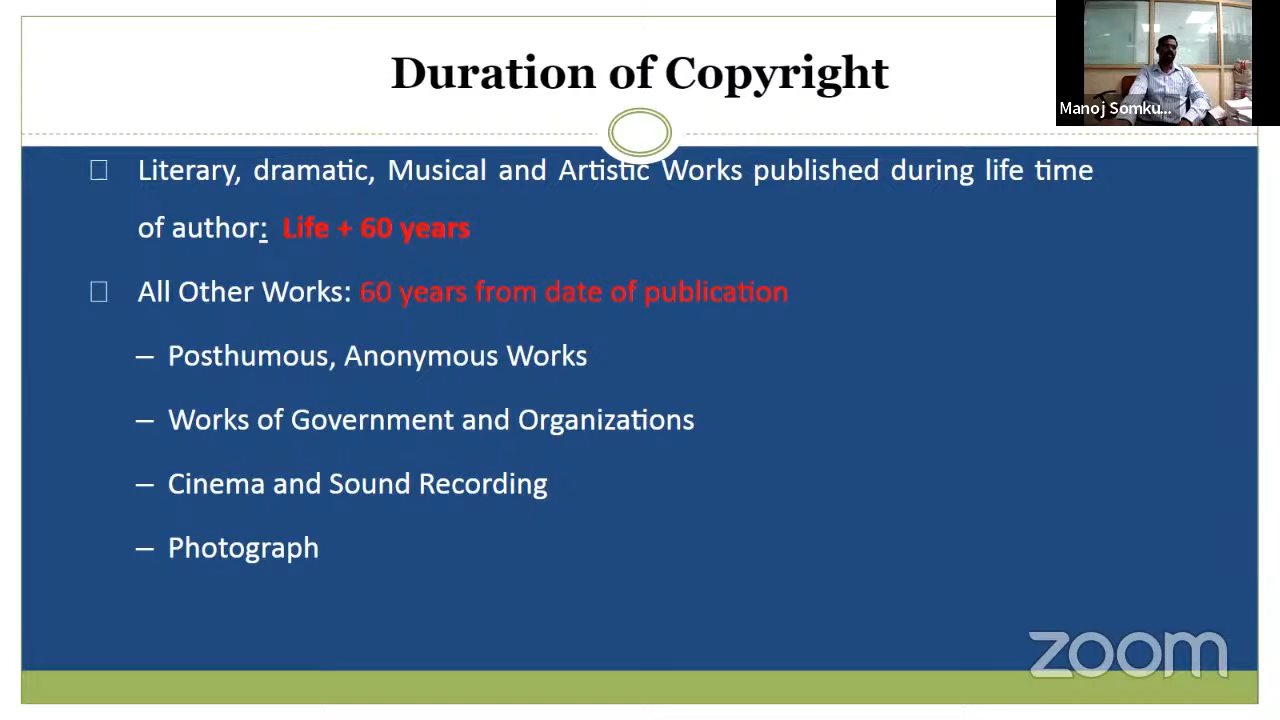 Duration of Copyright
Manoj Somku...
Literary, dramatic, Musical and Artistic Works published during life time
of author: Life + 60 years
All Other Works: 60 years from date of publication
– Posthumous, Anonymous Works
– Works of Government and Organizations
– Cinema and Sound Recording
– Photograph
zoom